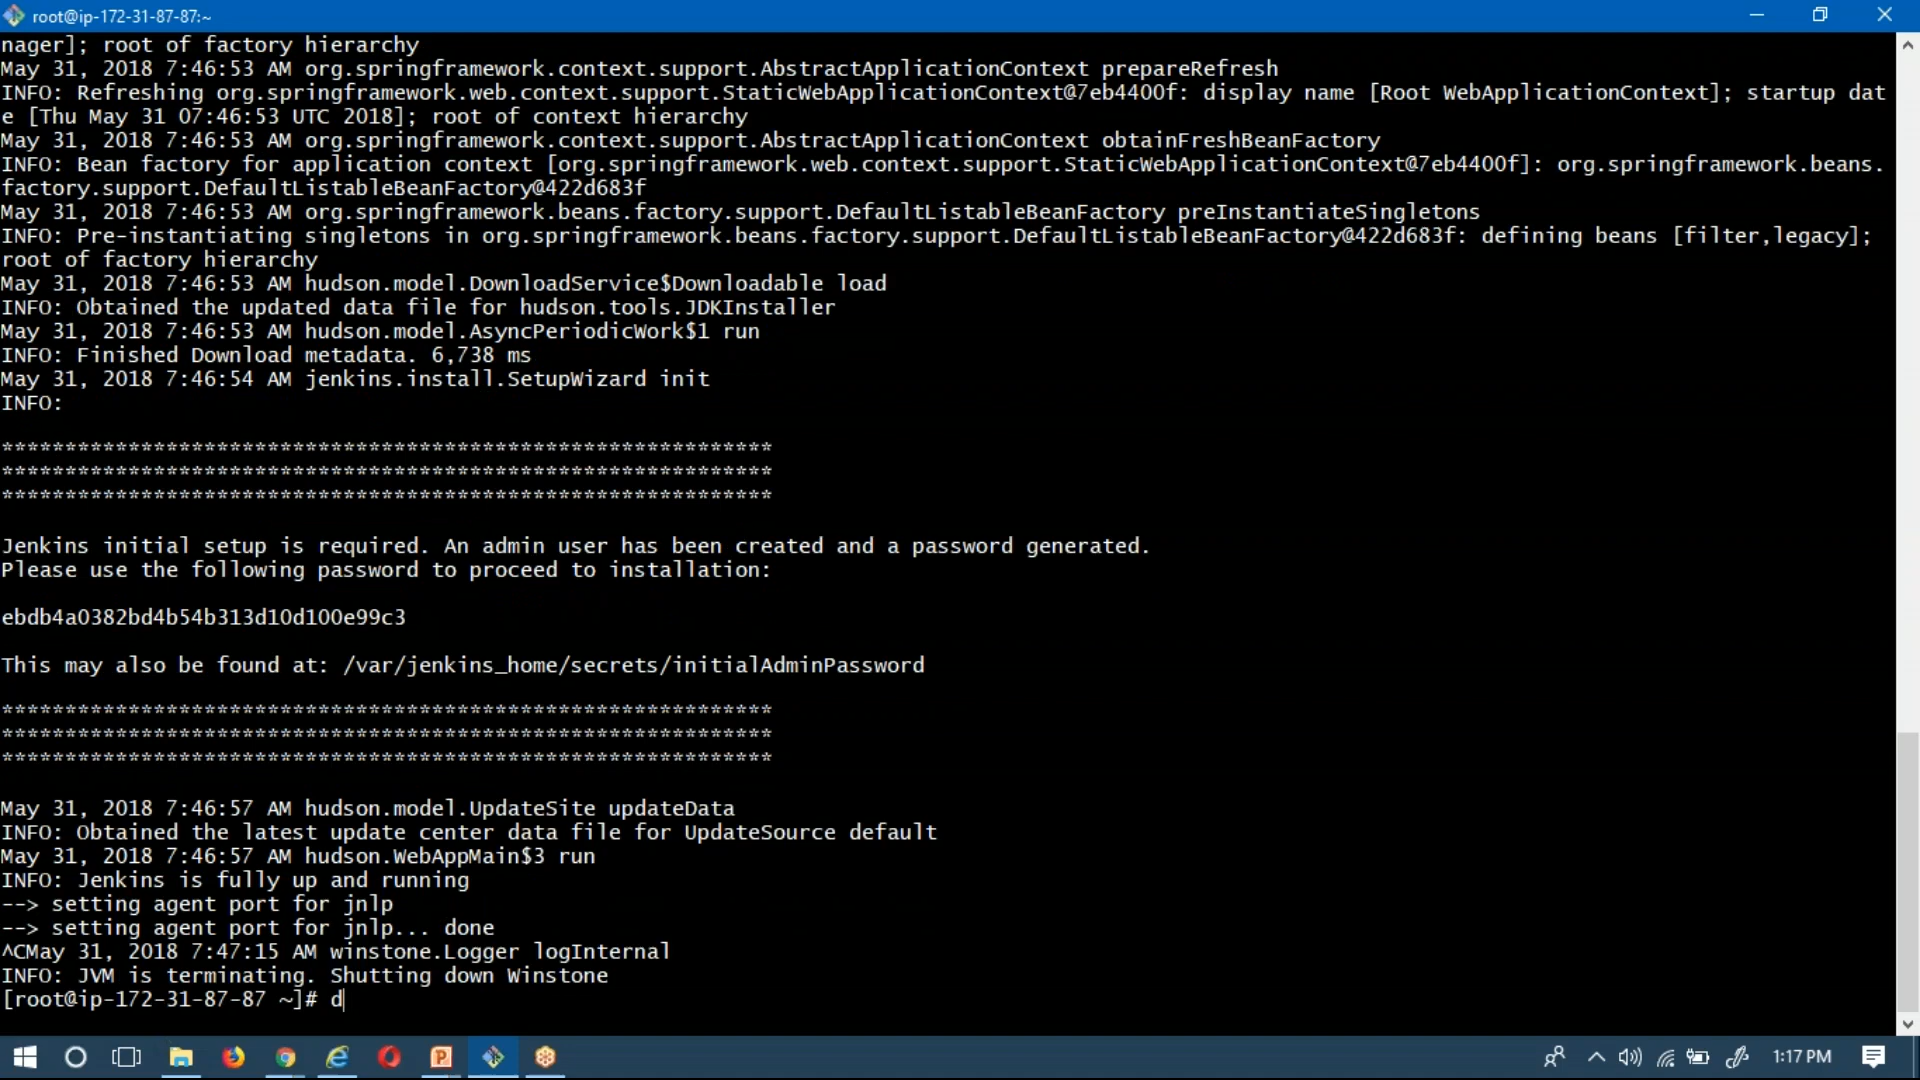 root@ip-172-31-87-87:~
nager]; root of factory hierarchy
May 31, 2018 7:46:53 AM org.springframework.context.support.AbstractApplicationContext prepareRefresh
INFO: Refreshing org.springframework.web.context.support.StaticWebApplicationContext@7eb4400f: display name [Root WebApplicationContext]; startup dat
e [Thu May 31 07:46:53 UTC 2018]; root of context hierarchy
May 31, 2018 7:46:53 AM org.springframework.context.support.AbstractApplicationContext obtainFreshBeanFactory
INFO: Bean factory for application context [org.springframework.web.context.support.StaticWebApplicationContext@7eb4400f]: org.springframework.beans.
factory.support.DefaultListableBeanFactory@422d683f
May 31, 2018 7:46:53 AM org.springframework.beans.factory.support.DefaultListableBeanFactory preInstantiateSingletons
INFO: Pre-instantiating singletons in org.springframework.beans.factory.support.DefaultListableBeanFactory@422d683f: defining beans [filter,legacy];
root of factory hierarchy
May 31, 2018 7:46:53 AM hudson.model.DownloadService$Downloadable load
INFO: Obtained the updated data file for hudson.tools.JDKInstaller
May 31, 2018 7:46:53 AM hudson.model.AsyncPeriodicWork$1 run
INFO: Finished Download metadata. 6,738 ms
May 31, 2018 7:46:54 AM jenkins.install.SetupWizard init
INFO:
*************************************************************
*************************************************************
*************************************************************
Jenkins initial setup is required. An admin user has been created and a password generated.
Please use the following password to proceed to installation:
ebdb4a0382bd4b54b313d10d100e99c3
This may also be found at: /var/jenkins_home/secrets/initialAdminPassword
*************************************************************
*************************************************************
*************************************************************
May 31, 2018 7:46:57 AM hudson.model.UpdateSite updateData
INFO: Obtained the latest update center data file for UpdateSource default
May 31, 2018 7:46:57 AM hudson.WebAppMain$3 run
INFO: Jenkins is fully up and running
--> setting agent port for jnlp
--> setting agent port for jnlp... done
^CMay 31, 2018 7:47:15 AM winstone.Logger logInternal
INFO: JVM is terminating. Shutting down Winstone
[root@ip-172-31-87-87 ~]# d
1:17 PM